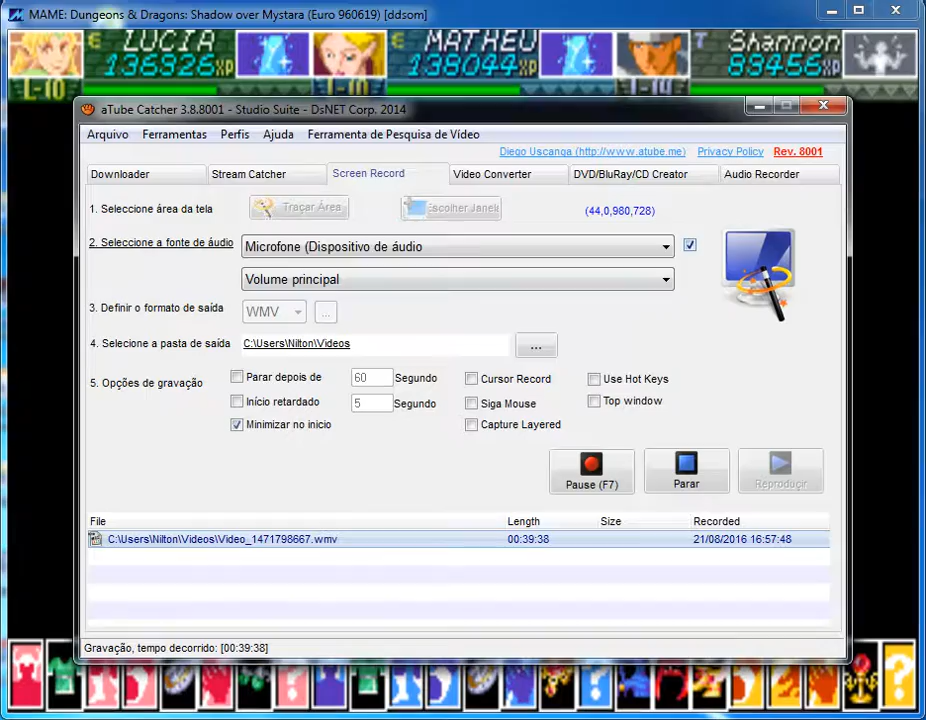 MAME: Dungeons & Dragons: Shadow over Mystara (Euro 960619) [ddsom]
LUCIA MATHEU Shannon
136326xp 138044xp 83456xp
L-10 L-10 L-10
aTube Catcher 3.8.8001 - Studio Suite - DsNET Corp. 2014
Arquivo Ferramentas Perfis Ajuda Ferramenta de Pesquisa de Vídeo
Diego Uscanga (http://www.atube.me) Privacy Policy Rev. 8001
Downloader Stream Catcher Screen Record Video Converter DVD/BluRay/CD Creator Audio Recorder
1. Seleccione área da tela Traçar Área Escolher Janek (44,0,980,728)
2. Seleccione a fonte de áudio Microfone (Dispositivo de áudio
Volume principal
3. Definir o formato de saída WMV ...
4. Selecione a pasta de saída C:\Users\Nilton\Videos ...
5. Opções de gravação Parar depois de 60 Segundo Cursor Record Use Hot Keys
Início retardado 5 Segundo Siga Mouse Top window
Minimizar no inicio Capture Layered
Pause (F7) Parar Reproduçir
File Length Size Recorded
C:\Users\Nilton\Videos\Video_1471798667.wmv 00:39:38 21/08/2016 16:57:48
Gravação, tempo decorrido: [00:39:38]